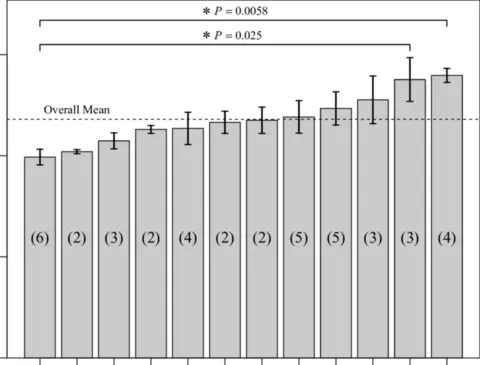 * P = 0.0058
* P = 0.025
Overall Mean
(6) (2) (3) (2) (4) (2) (2) (5) (5) (3) (3) (4)